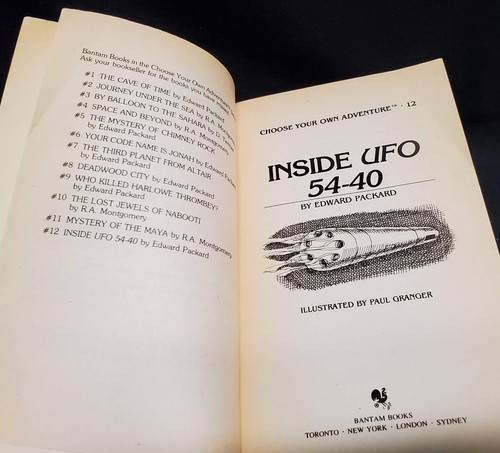 Bantam Books in the Choose Your Own Adventure
Ask your bookseller for the books you have
#1 THE CAVE OF TIME by Edward Packard
#2 JOURNEY UNDER THE SEA by R.A.
#3 BY BALLOON TO THE SAHARA by D.
#4 SPACE AND BEYOND by R.A. Montgomery
#5 THE MYSTERY OF CHIMNEY ROCK
by Edward Packard
#6 YOUR CODE NAME IS JONAH by Edward Packard
#7 THE THIRD PLANET FROM ALTAIR
by Edward Packard
#8 DEADWOOD CITY by Edward Packard
#9 WHO KILLED HARLOWE THROMBEY?
by Edward Packard
#10 THE LOST JEWELS OF NABOOTI
by R.A. Montgomery
#11 MYSTERY OF THE MAYA by R.A. Montgomery
#12 INSIDE UFO 54-40 by Edward Packard
CHOOSE YOUR OWN ADVENTURE™ · 12
INSIDE UFO
54-40
BY EDWARD PACKARD
ILLUSTRATED BY PAUL GRANGER
BANTAM BOOKS
TORONTO · NEW YORK · LONDON · SYDNEY